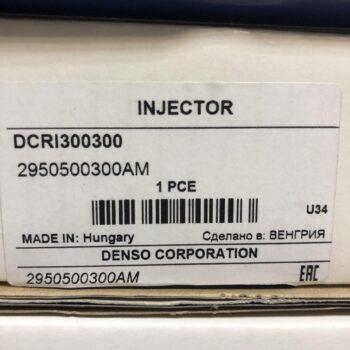 INJECTOR
DCRI300300
2950500300AM
1 PCE
U34
MADE IN: Hungary Сделано в: ВЕНГРИЯ
DENSO CORPORATION
2950500300AM EAC